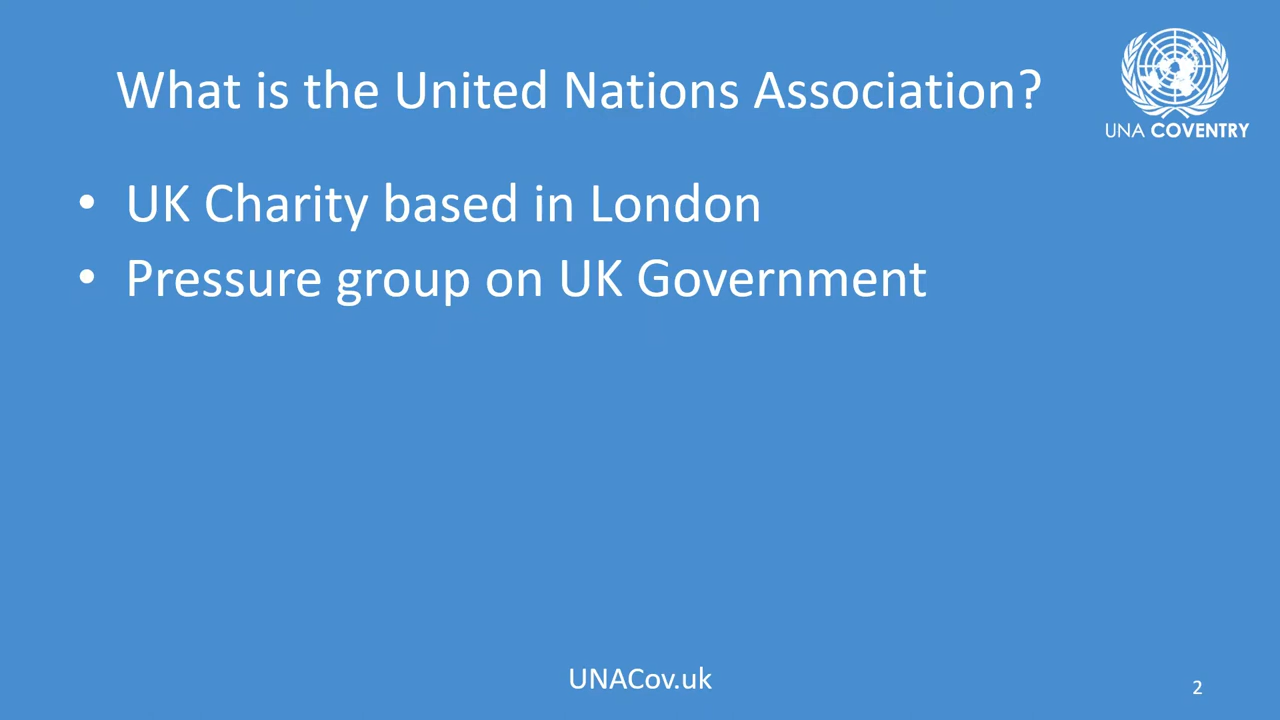 What is the United Nations Association?
UNA COVENTRY
• UK Charity based in London
• Pressure group on UK Government
UNACov.uk
2